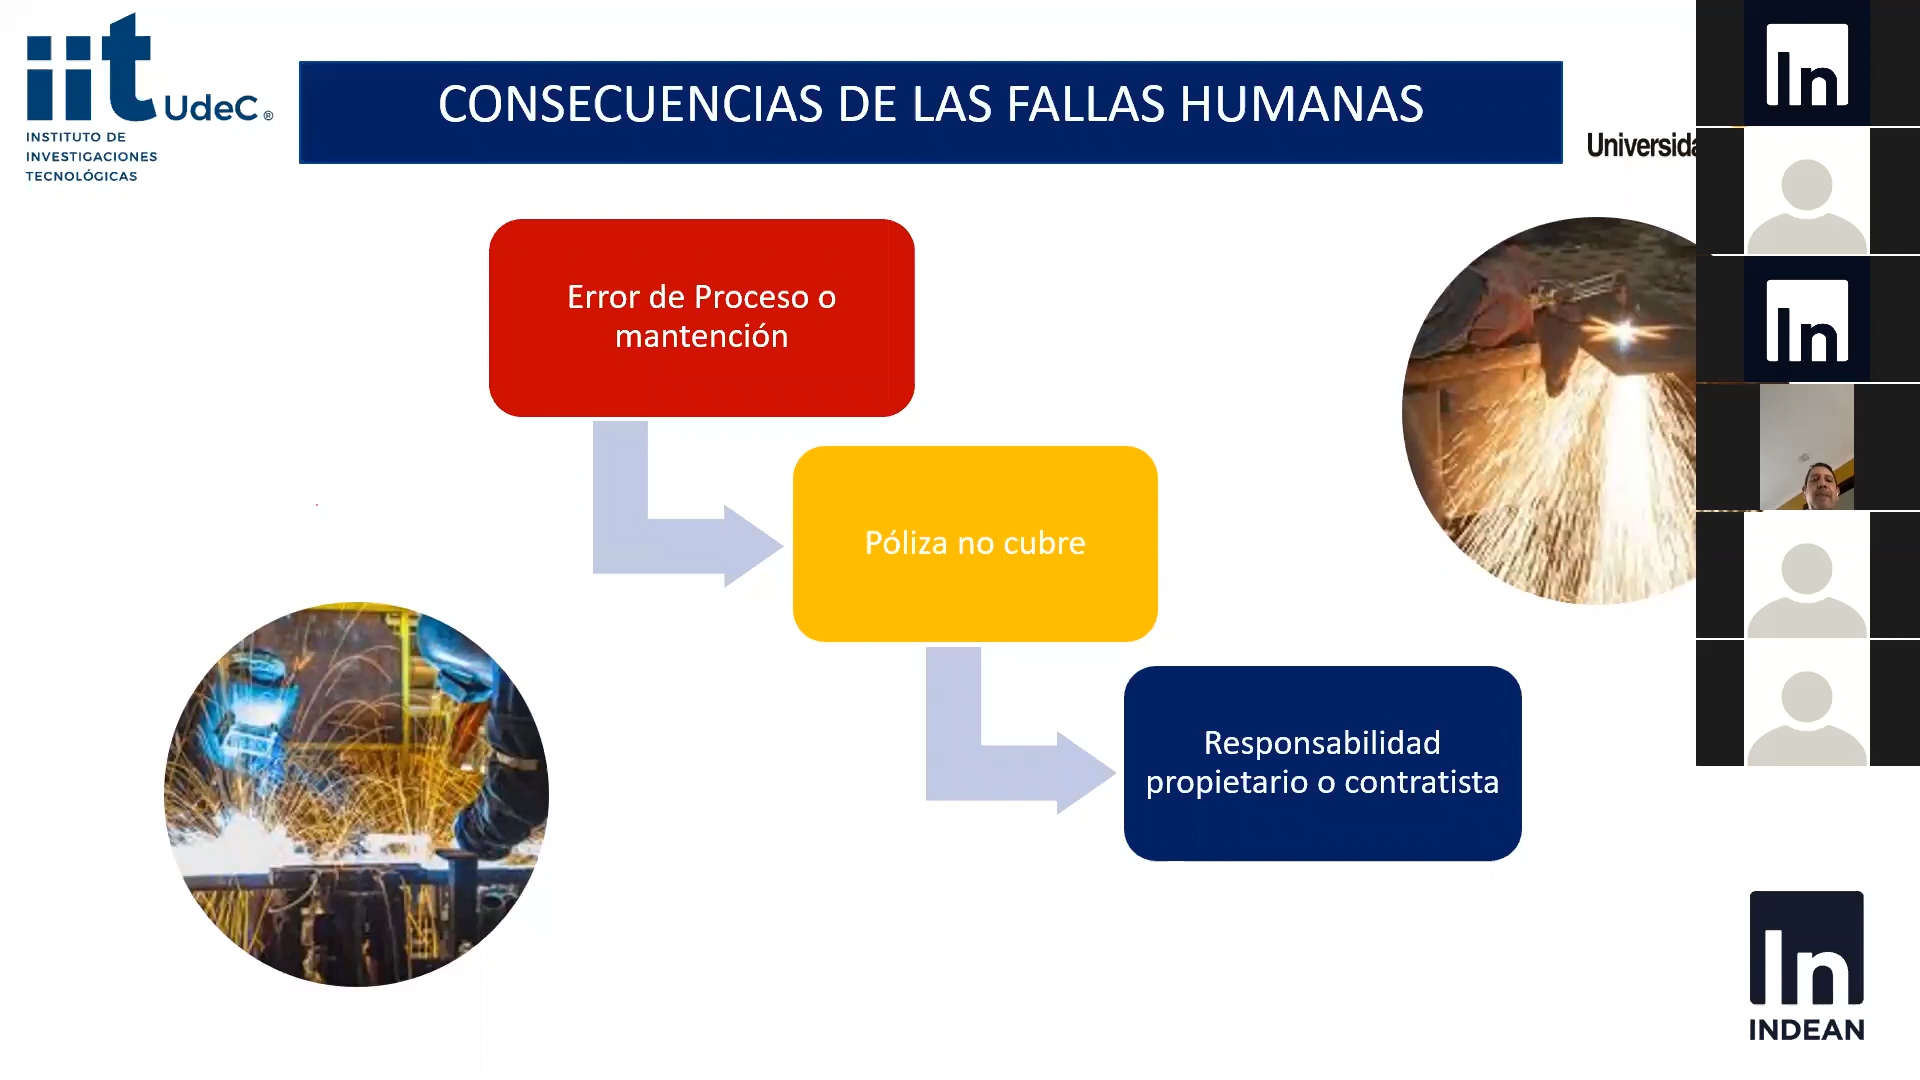 iit UdeC ®
INSTITUTO DE
INVESTIGACIONES
TECNOLÓGICAS
CONSECUENCIAS DE LAS FALLAS HUMANAS
Error de Proceso o
mantención
Póliza no cubre
Responsabilidad
propietario o contratista
In
In
In
INDEAN